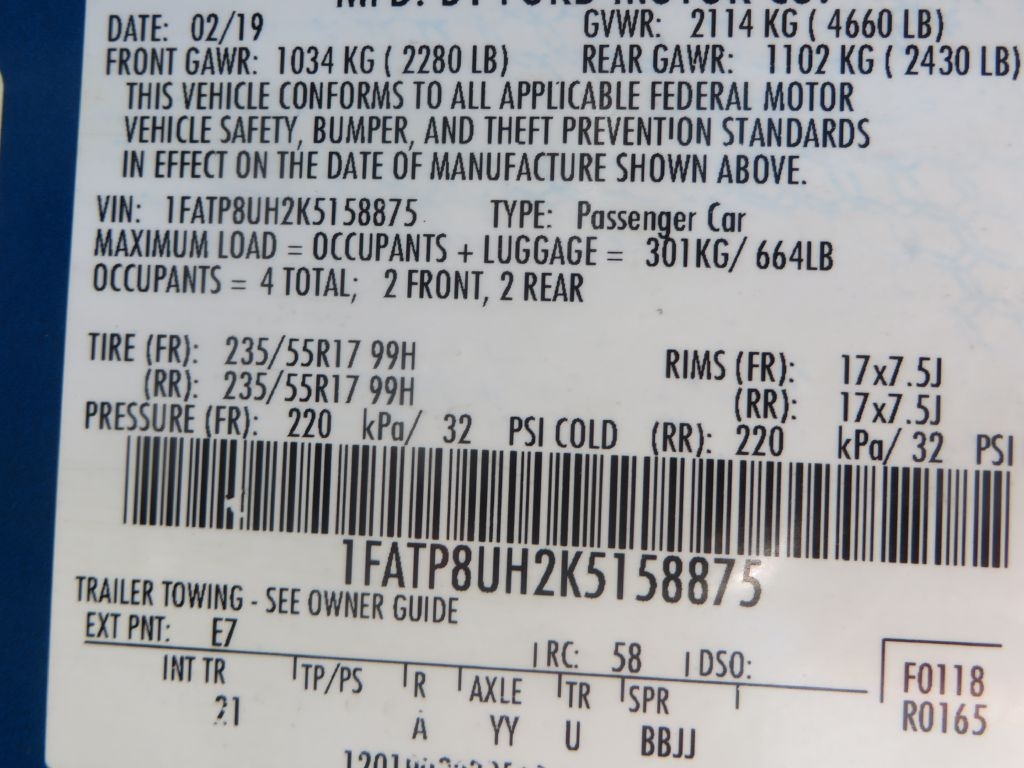 MFD. BY FORD MOTOR CO.
DATE: 02/19 GVWR: 2114 KG ( 4660 LB)
FRONT GAWR: 1034 KG ( 2280 LB) REAR GAWR: 1102 KG ( 2430 LB)
THIS VEHICLE CONFORMS TO ALL APPLICABLE FEDERAL MOTOR
VEHICLE SAFETY, BUMPER, AND THEFT PREVENTION STANDARDS
IN EFFECT ON THE DATE OF MANUFACTURE SHOWN ABOVE.
VIN: 1FATP8UH2K5158875 TYPE: Passenger Car
MAXIMUM LOAD = OCCUPANTS + LUGGAGE = 301KG/ 664LB
OCCUPANTS = 4 TOTAL; 2 FRONT, 2 REAR
TIRE (FR): 235/55R17 99H RIMS (FR): 17x7.5J
(RR): 235/55R17 99H (RR): 17x7.5J
PRESSURE (FR): 220 kPa/ 32 PSI COLD (RR): 220 kPa/ 32 PSI
1FATP8UH2K5158875
TRAILER TOWING - SEE OWNER GUIDE
EXT PNT: E7 RC: 58 DSO:
INT TR TP/PS R AXLE TR SPR F0118
21 A YY U BBJJ R0165